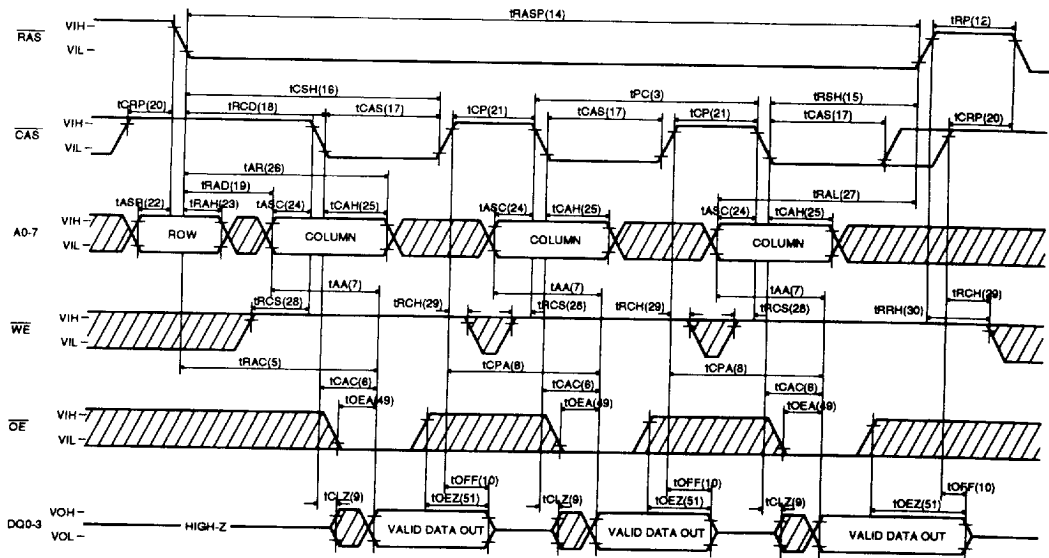 tRASP(14)
tRP(12)
RAS
VIH
VIL
tCSH(16)
tPC(3)
tRSH(15)
tCRP(20)
tRCD(18)
tCAS(17)
tCP(21)
tCAS(17)
tCP(21)
tCAS(17)
tCRP(20)
CAS
VIH
VIL
tAR(26)
tRAD(19)
tRAL(27)
tASR(22)
tRAH(23)
tASC(24)
tCAH(25)
tASC(24)
tCAH(25)
tASC(24)
tCAH(25)
A0-7
VIH
VIL
ROW
COLUMN
COLUMN
COLUMN
tAA(7)
tAA(7)
tAA(7)
tRCS(28)
tRCH(29)
tRCS(28)
tRCH(29)
tRCS(28)
tRCH(29)
tRRH(30)
WE
VIH
VIL
tRAC(5)
tCPA(8)
tCPA(8)
tCAC(6)
tCAC(6)
tCAC(6)
tOEA(49)
tOEA(49)
tOEA(49)
OE
VIH
VIL
tOFF(10)
tOFF(10)
tOFF(10)
tCLZ(9)
tOEZ(51)
tCLZ(9)
tOEZ(51)
tCLZ(9)
tOEZ(51)
DQ0-3
VOH
VOL
HIGH-Z
VALID DATA OUT
VALID DATA OUT
VALID DATA OUT